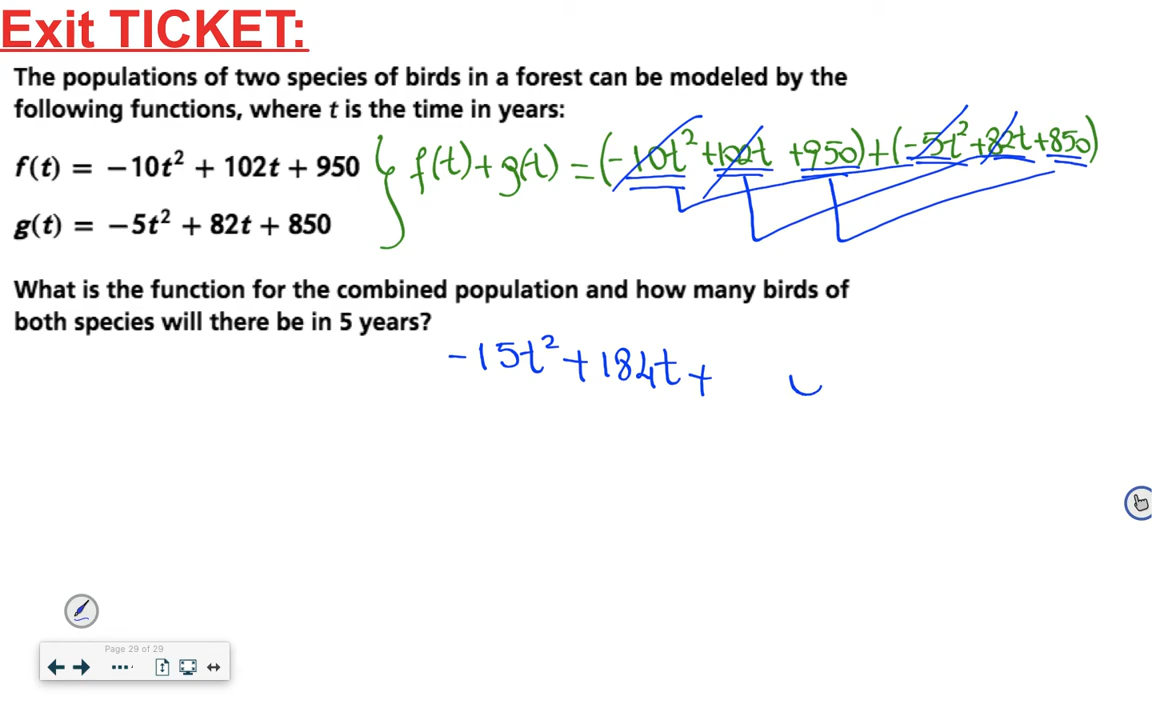 Exit TICKET:
The populations of two species of birds in a forest can be modeled by the
following functions, where t is the time in years:
f(t) = −10t² + 102t + 950
f(t) + g(t) = (−10t² + 102t + 950) + (−5t² + 82t + 850)
g(t) = −5t² + 82t + 850
What is the function for the combined population and how many birds of
both species will there be in 5 years?
−15t² + 184t +
Page 29 of 29